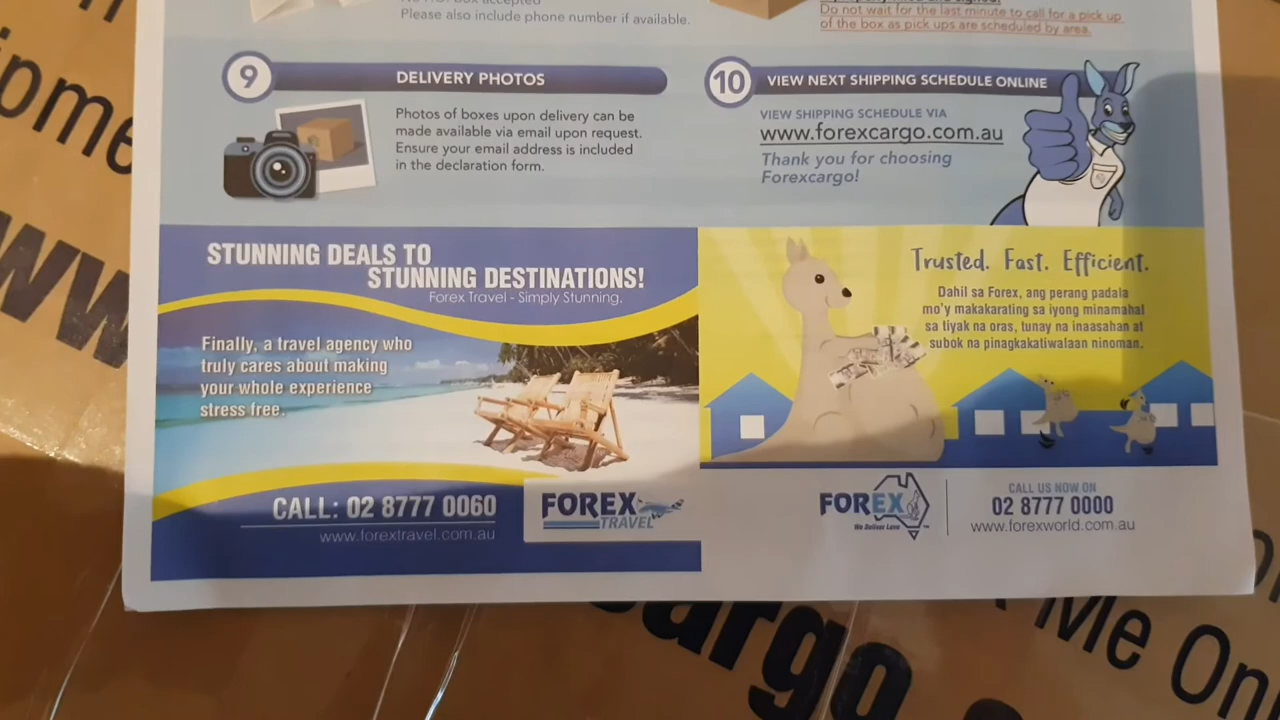 Please also include phone number if available.
Do not wait for the last minute to call for a pick up
of the box as pick ups are scheduled by area.
9
DELIVERY PHOTOS
Photos of boxes upon delivery can be
made available via email upon request.
Ensure your email address is included
in the declaration form.
10
VIEW NEXT SHIPPING SCHEDULE ONLINE
VIEW SHIPPING SCHEDULE VIA
www.forexcargo.com.au
Thank you for choosing
Forexcargo!
STUNNING DEALS TO
STUNNING DESTINATIONS!
Forex Travel - Simply Stunning.
Finally, a travel agency who
truly cares about making
your whole experience
stress free.
CALL: 02 8777 0060
www.forextravel.com.au
FOREX
TRAVEL
Trusted. Fast. Efficient.
Dahil sa Forex, ang perang padala
mo'y makakarating sa iyong minamahal
sa tiyak na oras, tunay na inaasahan at
subok na pinagkakatiwalaan ninoman.
FOREX
We Deliver Love
CALL US NOW ON
02 8777 0000
www.forexworld.com.au
Me On